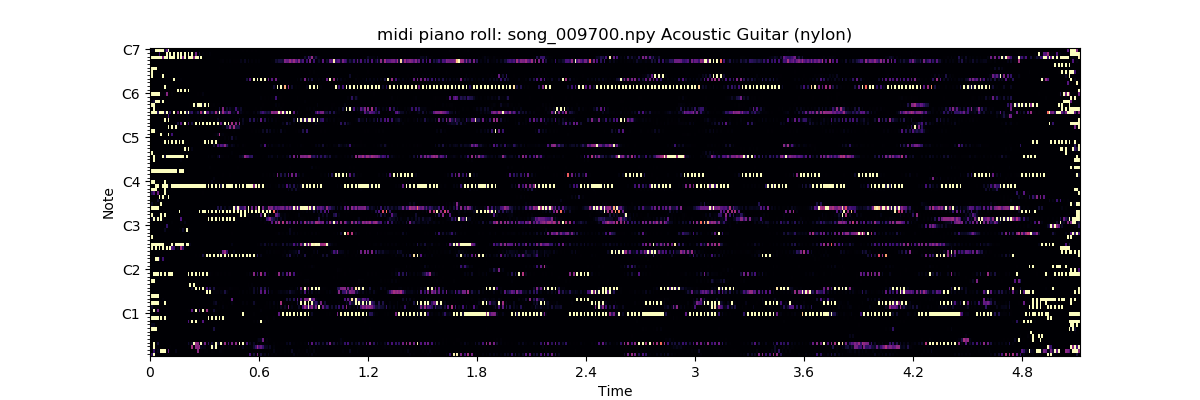 midi piano roll: song_009700.npy Acoustic Guitar (nylon)
C7
C6
C5
C4
C3
C2
C1
Note
0 0.6 1.2 1.8 2.4 3 3.6 4.2 4.8
Time